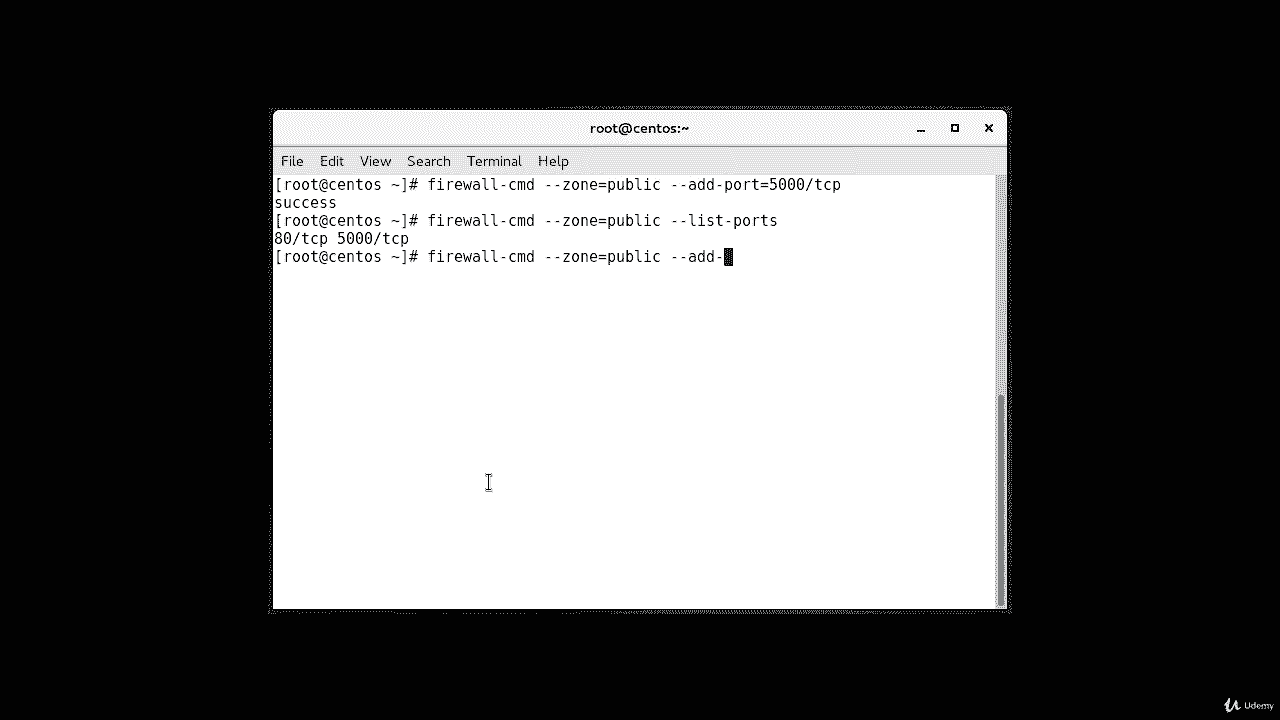 root@centos:~
File Edit View Search Terminal Help
[root@centos ~]# firewall-cmd --zone=public --add-port=5000/tcp
success
[root@centos ~]# firewall-cmd --zone=public --list-ports
80/tcp 5000/tcp
[root@centos ~]# firewall-cmd --zone=public --add-
Udemy